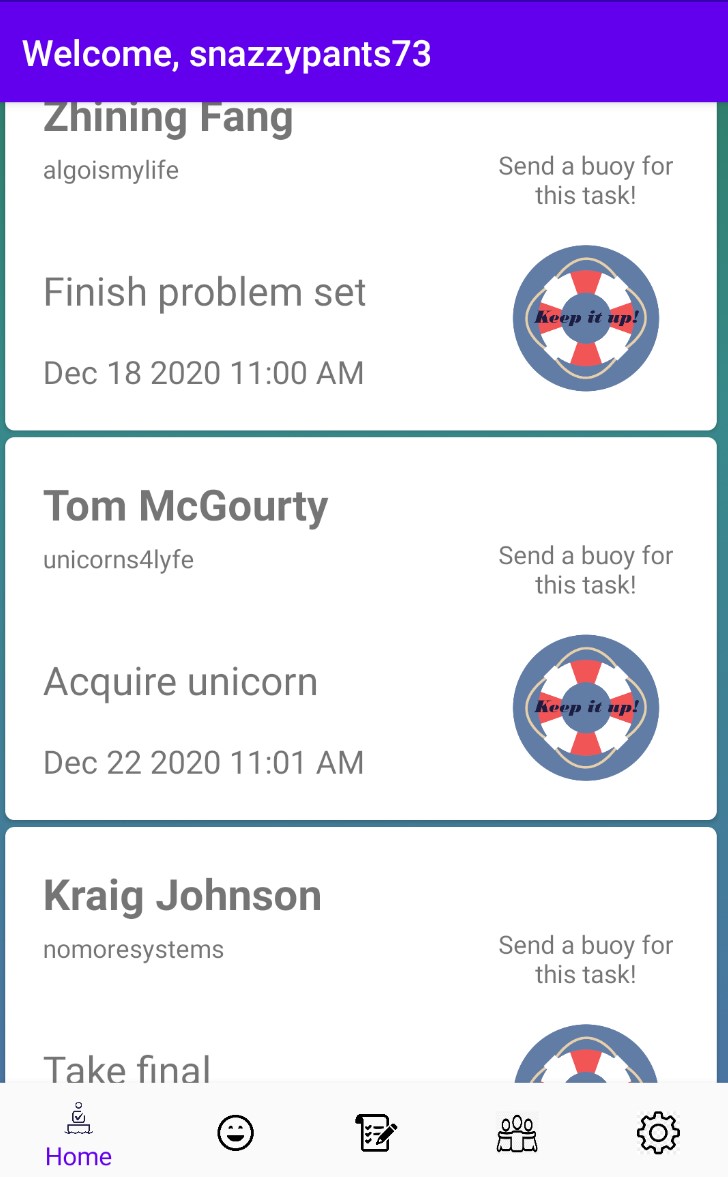 Welcome, snazzypants73
Zhining Fang
algoismylife
Send a buoy for
this task!
Finish problem set
Keep it up!
Dec 18 2020 11:00 AM
Tom McGourty
unicorns4lyfe
Send a buoy for
this task!
Acquire unicorn
Keep it up!
Dec 22 2020 11:01 AM
Kraig Johnson
nomoresystems
Send a buoy for
this task!
Take final
Home